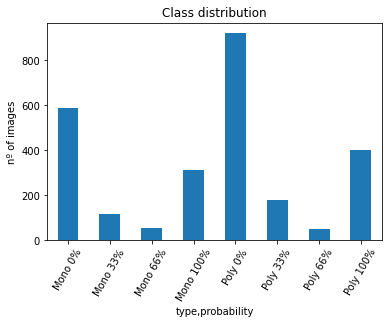 Class distribution
nº of images
800
600
400
200
0
Mono 0%
Mono 33%
Mono 66%
Mono 100%
Poly 0%
Poly 33%
Poly 66%
Poly 100%
type,probability